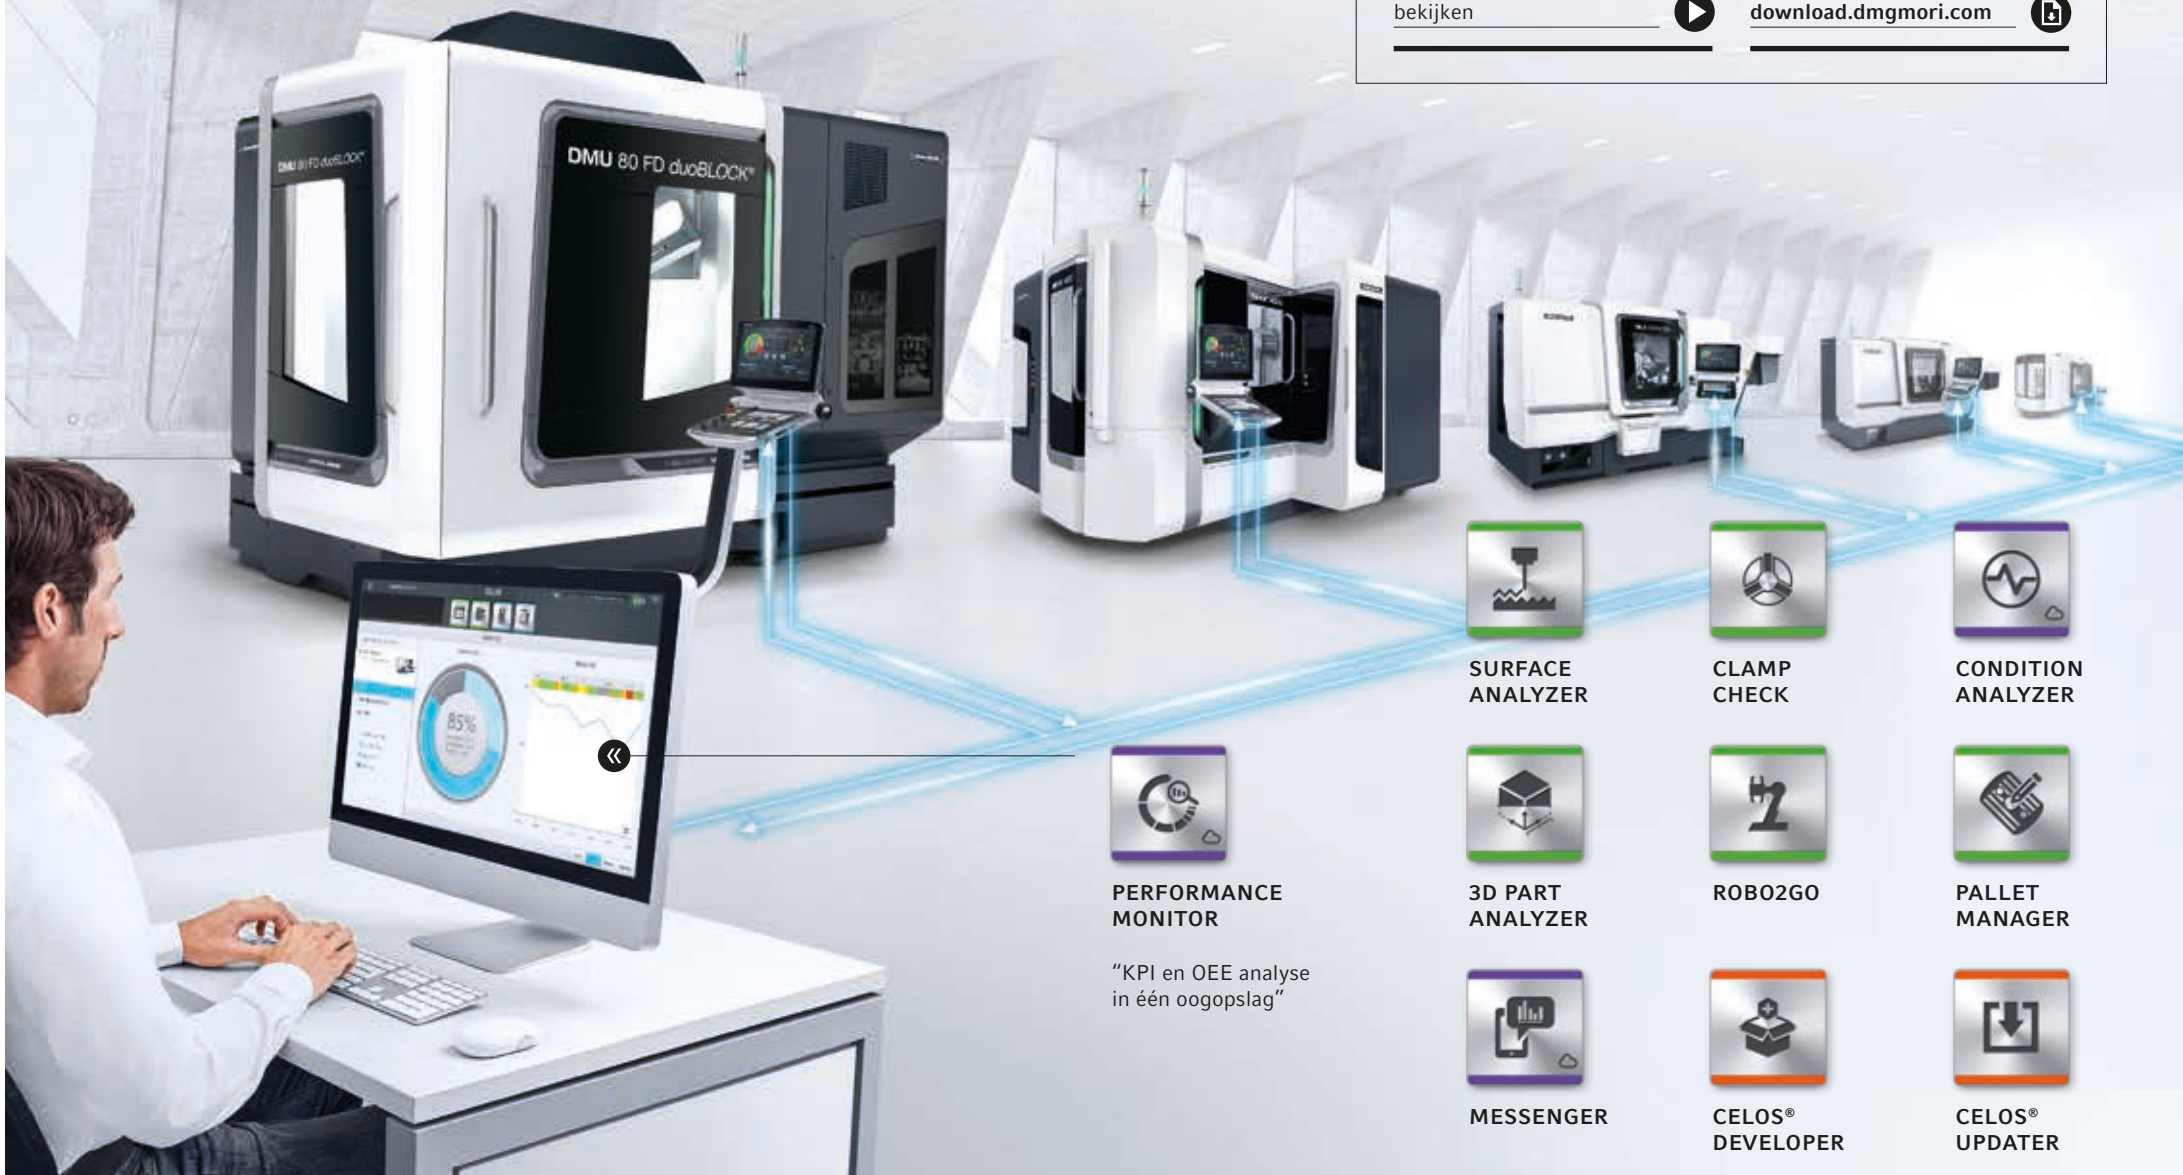 bekijken
download.dmgmori.com
DMU 80 FD duoBLOCK®
DMU 80 FD duoBLOCK®
85%
SURFACE
ANALYZER
CLAMP
CHECK
CONDITION
ANALYZER
PERFORMANCE
MONITOR
“KPI en OEE analyse
in één oogopslag”
3D PART
ANALYZER
ROBO2GO
PALLET
MANAGER
MESSENGER
CELOS®
DEVELOPER
CELOS®
UPDATER